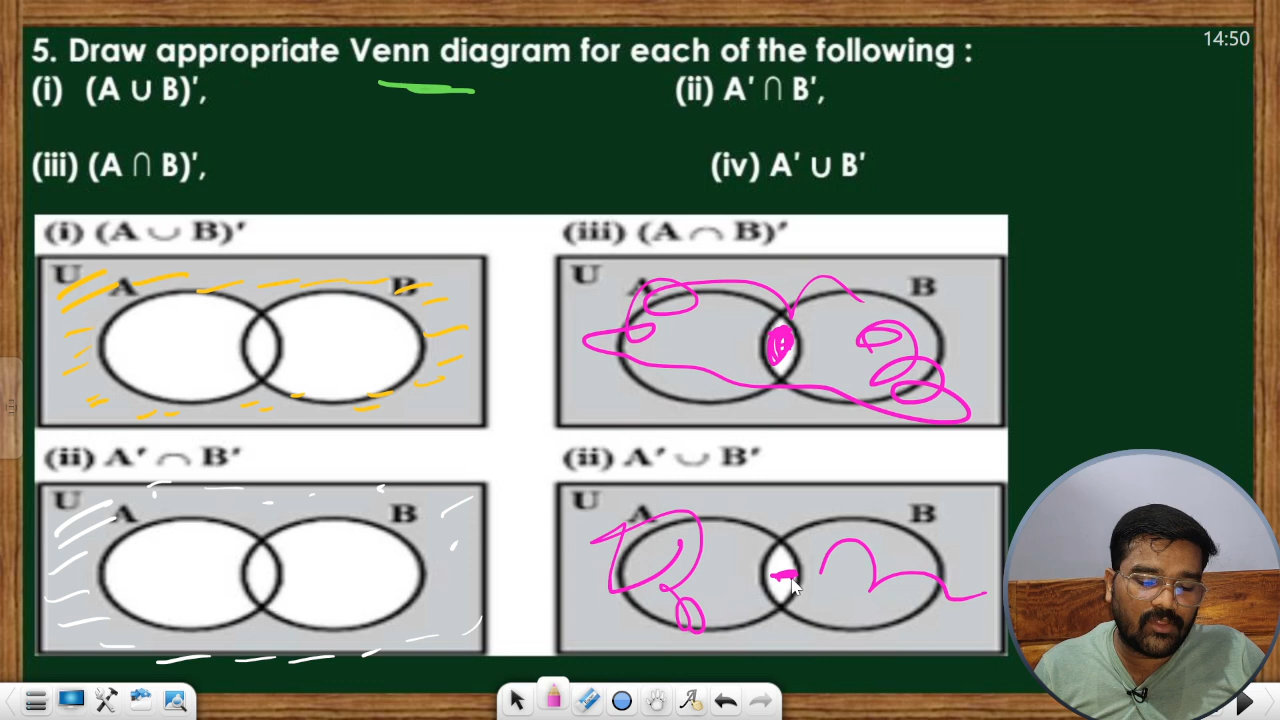 14:50
5. Draw appropriate Venn diagram for each of the following :
(i) (A ∪ B)′,
(ii) A′ ∩ B′,
(iii) (A ∩ B)′,
(iv) A′ ∪ B′
(i) (A ∪ B)′
(iii) (A ∩ B)′
U A B
U A B
(ii) A′ ∩ B′
(ii) A′ ∪ B′
U A B
U A B